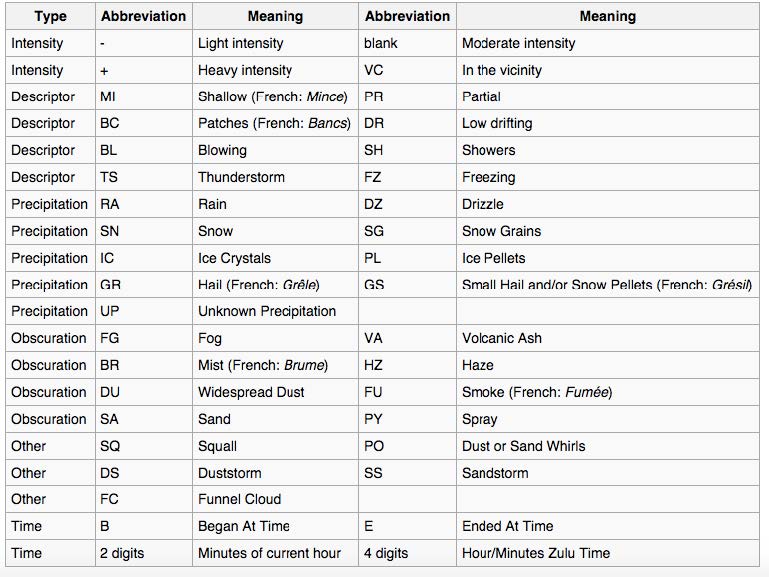 Type Abbreviation Meaning Abbreviation Meaning
Intensity - Light intensity blank Moderate intensity
Intensity + Heavy intensity VC In the vicinity
Descriptor MI Shallow (French: Mince) PR Partial
Descriptor BC Patches (French: Bancs) DR Low drifting
Descriptor BL Blowing SH Showers
Descriptor TS Thunderstorm FZ Freezing
Precipitation RA Rain DZ Drizzle
Precipitation SN Snow SG Snow Grains
Precipitation IC Ice Crystals PL Ice Pellets
Precipitation GR Hail (French: Grêle) GS Small Hail and/or Snow Pellets (French: Grésil)
Precipitation UP Unknown Precipitation
Obscuration FG Fog VA Volcanic Ash
Obscuration BR Mist (French: Brume) HZ Haze
Obscuration DU Widespread Dust FU Smoke (French: Fumée)
Obscuration SA Sand PY Spray
Other SQ Squall PO Dust or Sand Whirls
Other DS Duststorm SS Sandstorm
Other FC Funnel Cloud
Time B Began At Time E Ended At Time
Time 2 digits Minutes of current hour 4 digits Hour/Minutes Zulu Time